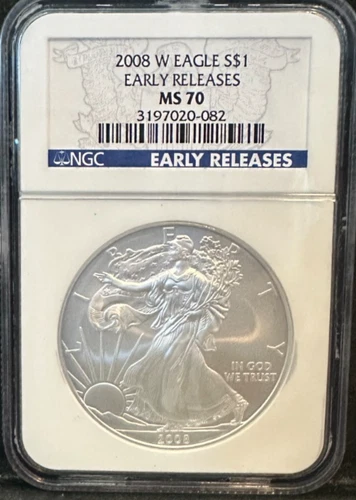 2008 W EAGLE S$1
EARLY RELEASES
MS 70
3197020-082
NGC EARLY RELEASES
LIBERTY
IN GOD
WE TRUST
2008